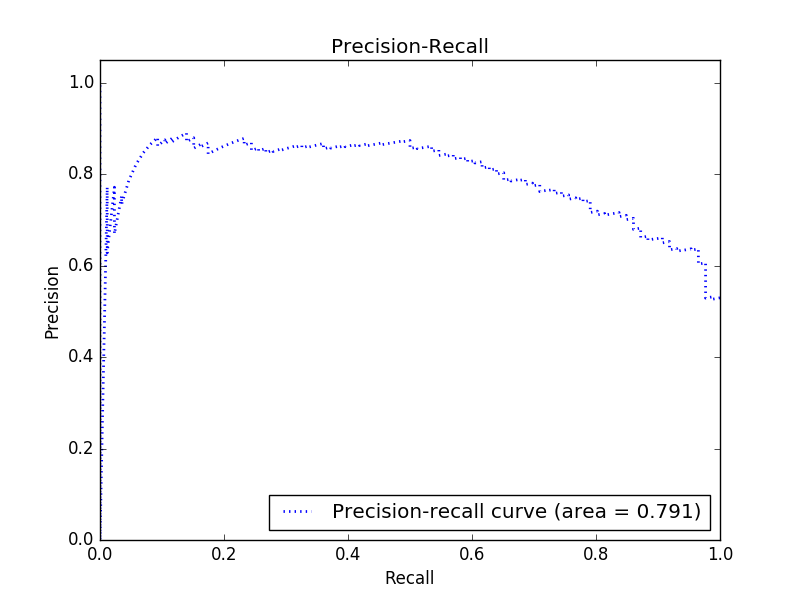 Precision-Recall
1.0
0.8
0.6
0.4
0.2
0.0
Precision
0.0 0.2 0.4 0.6 0.8 1.0
Recall
Precision-recall curve (area = 0.791)